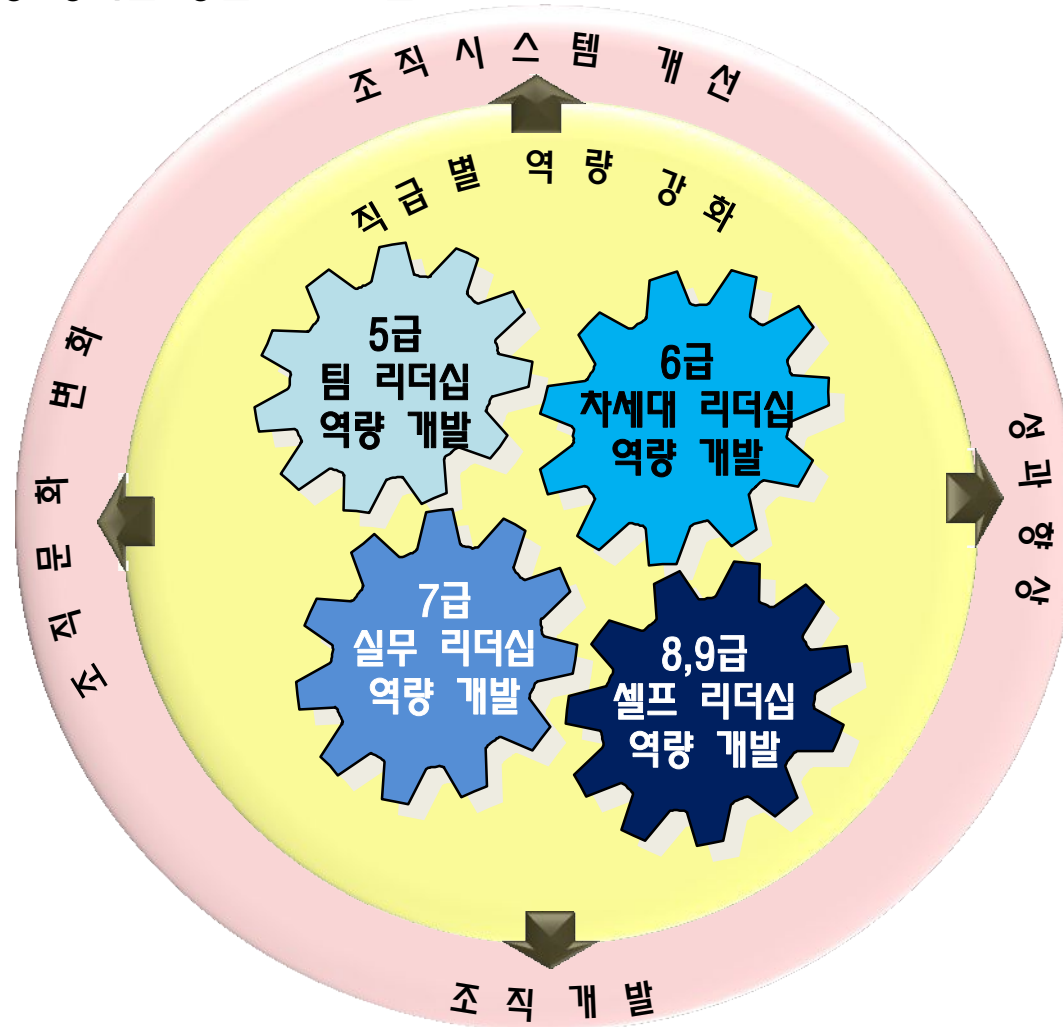 조직시스템 개선
직급별 역량 강화
조직문화 변화
성과향상
5급
팀 리더십
역량 개발
6급
차세대 리더십
역량 개발
7급
실무 리더십
역량 개발
8,9급
셀프 리더십
역량 개발
조직개발